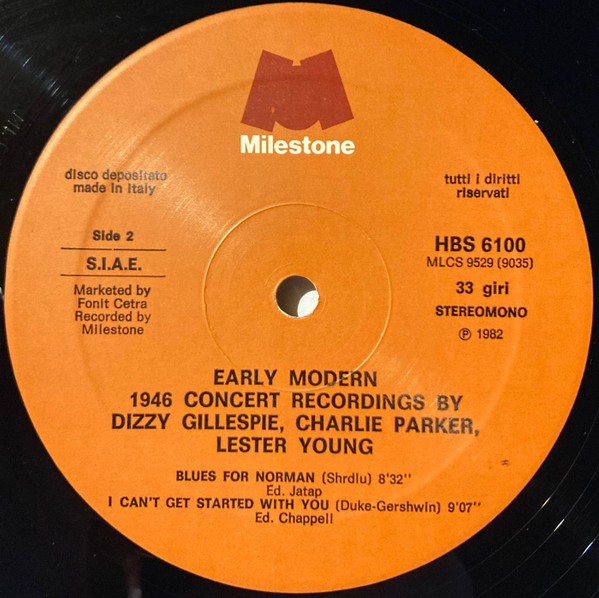 Milestone
disco depositato
made in Italy
tutti i diritti
riservati
Side 2
S.I.A.E.
Marketed by
Fonit Cetra
Recorded by
Milestone
HBS 6100
MLCS 9529 (9035)
33 giri
STEREOMONO
Ⓟ 1982
EARLY MODERN
1946 CONCERT RECORDINGS BY
DIZZY GILLESPIE, CHARLIE PARKER,
LESTER YOUNG
BLUES FOR NORMAN (Shrdlu) 8'32"
Ed. Jatap
I CAN'T GET STARTED WITH YOU (Duke-Gershwin) 9'07"
Ed. Chappell